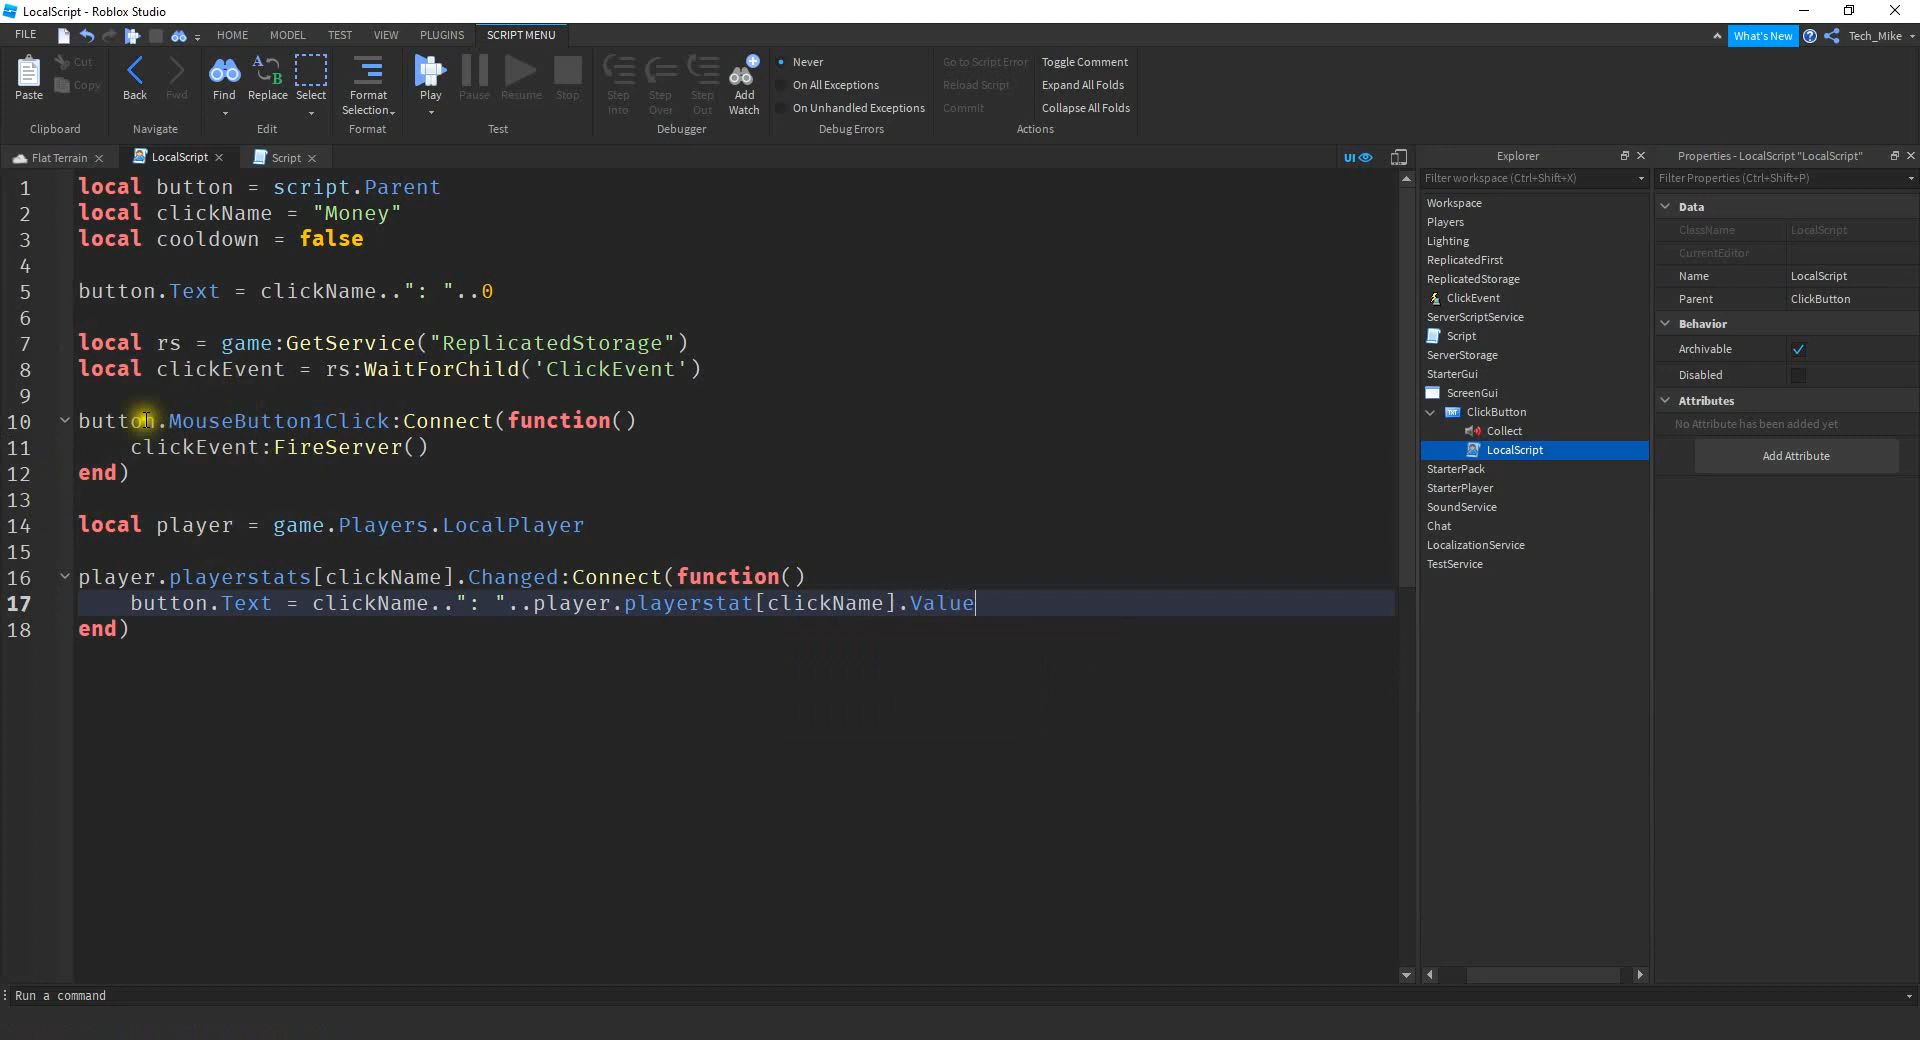 LocalScript - Roblox Studio
FILE HOME MODEL TEST VIEW PLUGINS SCRIPT MENU What's New Tech_Mike
Paste Cut Copy
Clipboard
Back Fwd
Navigate
Find Replace Select
Edit
Format Selection
Format
Play Pause Resume Stop
Test
Step Into Step Over Step Out Add Watch
Debugger
Never
On All Exceptions
On Unhandled Exceptions
Debug Errors
Go to Script Error
Reload Script
Commit
Toggle Comment
Expand All Folds
Collapse All Folds
Actions
Flat Terrain LocalScript Script UI
1 local button = script.Parent
2 local clickName = "Money"
3 local cooldown = false
4
5 button.Text = clickName..": "..0
6
7 local rs = game:GetService("ReplicatedStorage")
8 local clickEvent = rs:WaitForChild('ClickEvent')
9
10 button.MouseButton1Click:Connect(function()
11 clickEvent:FireServer()
12 end)
13
14 local player = game.Players.LocalPlayer
15
16 player.playerstats[clickName].Changed:Connect(function()
17 button.Text = clickName..": "..player.playerstat[clickName].Value
18 end)
Explorer
Filter workspace (Ctrl+Shift+X)
Workspace
Players
Lighting
ReplicatedFirst
ReplicatedStorage
ClickEvent
ServerScriptService
Script
ServerStorage
StarterGui
ScreenGui
ClickButton
Collect
LocalScript
StarterPack
StarterPlayer
SoundService
Chat
LocalizationService
TestService
Properties - LocalScript "LocalScript"
Filter Properties (Ctrl+Shift+P)
Data
ClassName LocalScript
CurrentEditor
Name LocalScript
Parent ClickButton
Behavior
Archivable
Disabled
Attributes
No Attribute has been added yet
Add Attribute
Run a command